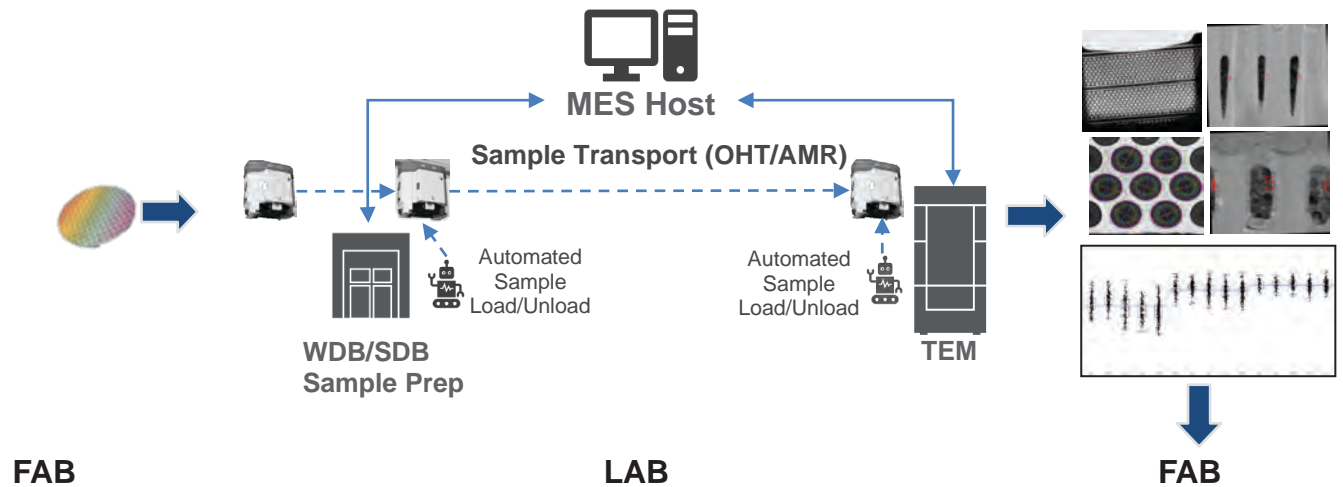 MES Host
Sample Transport (OHT/AMR)
Automated
Sample
Load/Unload
Automated
Sample
Load/Unload
WDB/SDB
Sample Prep
TEM
FAB
LAB
FAB